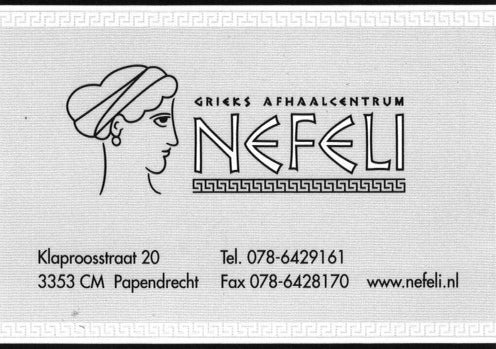 GRIEKS AFHAALCENTRUM
NEFELI
Klaproosstraat 20
Tel. 078-6429161
3353 CM Papendrecht
Fax 078-6428170
www.nefeli.nl